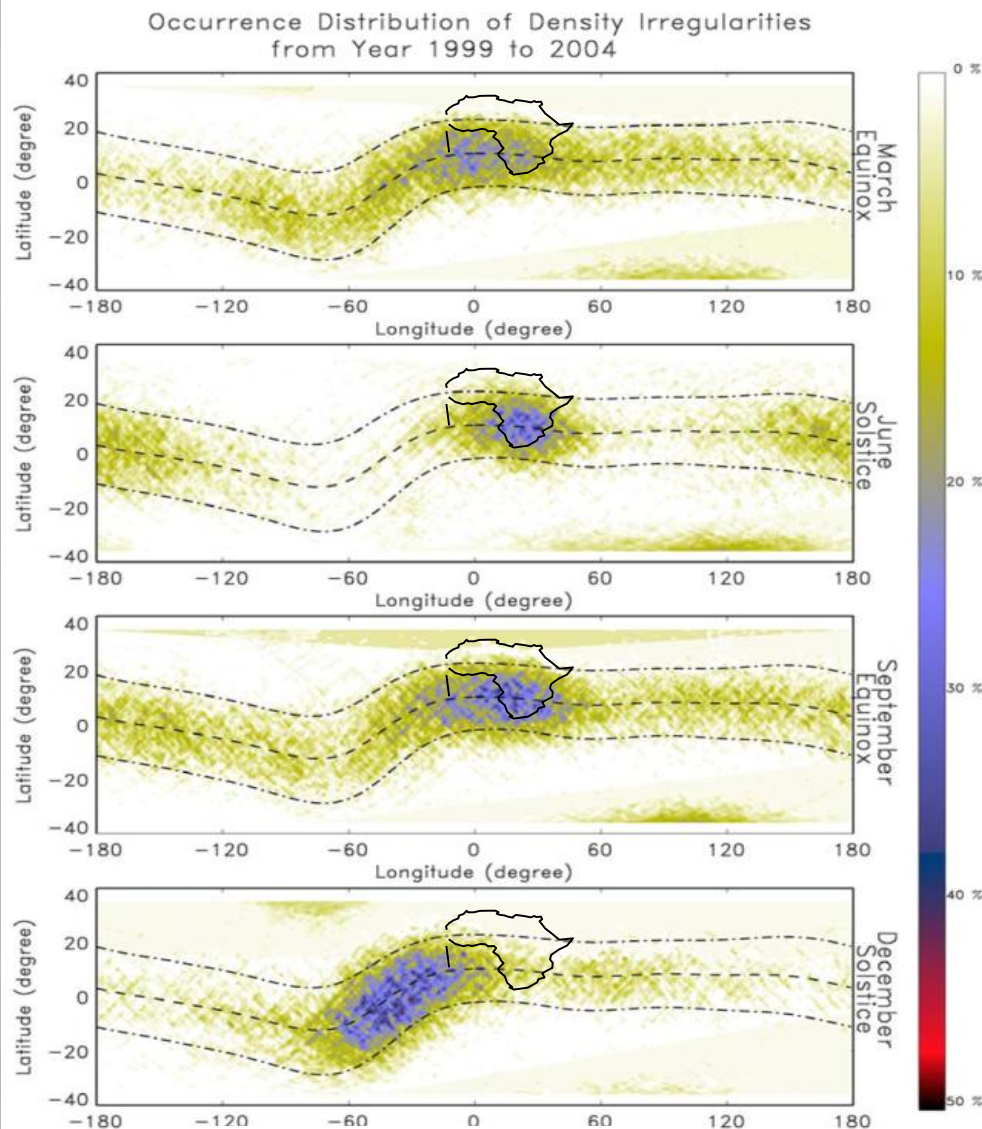 Occurrence Distribution of Density Irregularities
from Year 1999 to 2004
40
20
0
−20
−40
Latitude (degree)
−180 −120 −60 0 60 120 180
Longitude (degree)
March
Equinox
40
20
0
−20
−40
Latitude (degree)
−180 −120 −60 0 60 120 180
Longitude (degree)
June
Solstice
40
20
0
−20
−40
Latitude (degree)
−180 −120 −60 0 60 120 180
Longitude (degree)
September
Equinox
40
20
0
−20
−40
Latitude (degree)
−180 −120 −60 0 60 120 180
December
Solstice
0 %
10 %
20 %
30 %
40 %
50 %